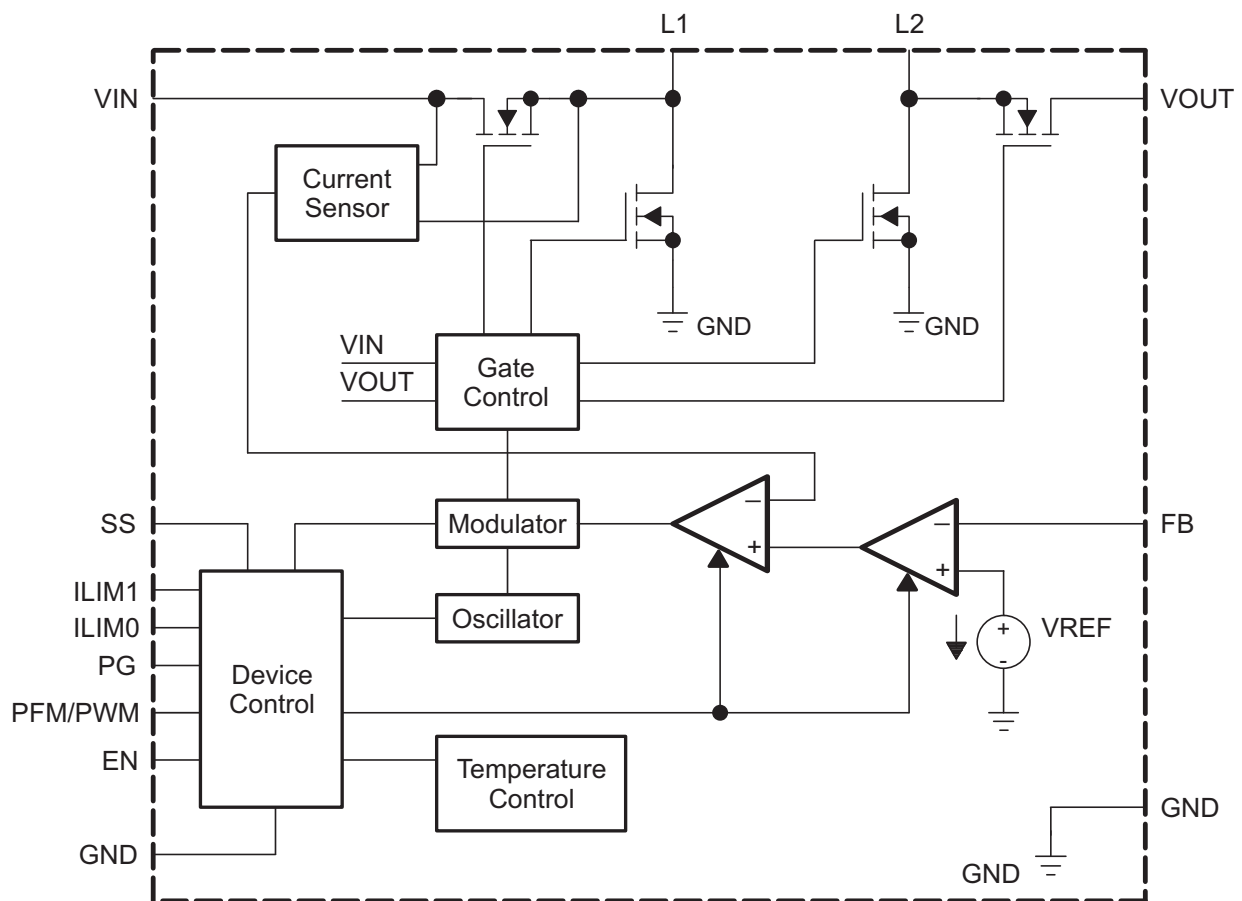 L1
L2
VIN
VOUT
Current
Sensor
GND
GND
VIN
VOUT
Gate
Control
SS
Modulator
−
+
−
+
FB
ILIM1
ILIM0
PG
PFM/PWM
EN
Oscillator
Device
Control
+
-
VREF
Temperature
Control
GND
GND
GND